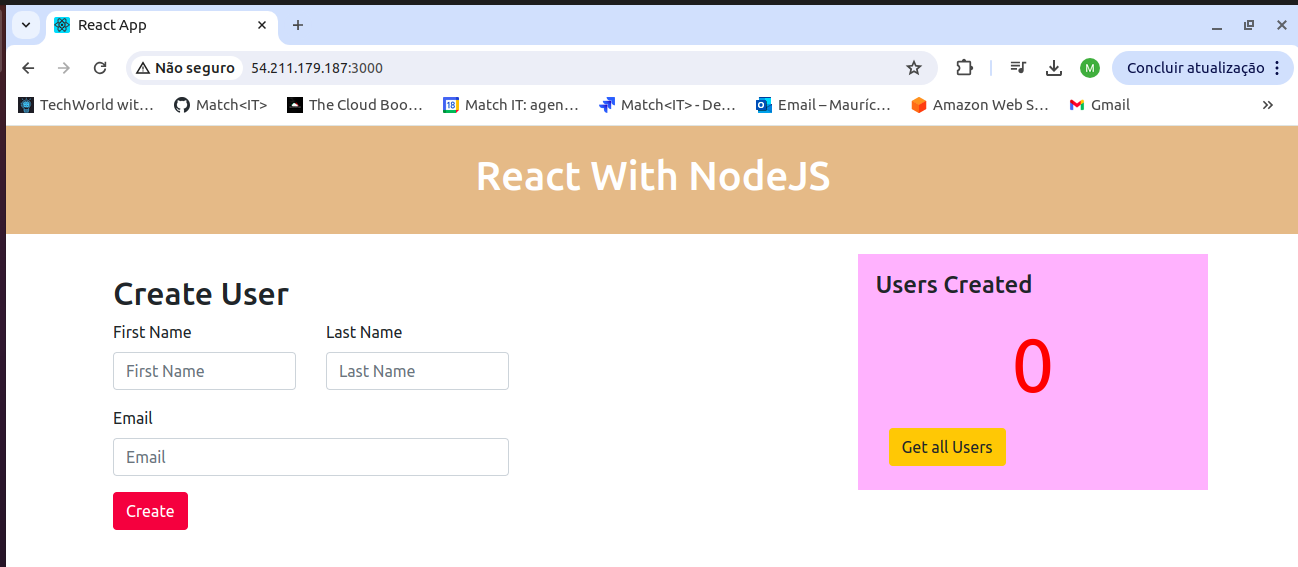 React App
Não seguro 54.211.179.187:3000 M Concluir atualização
TechWorld wit… Match<IT> The Cloud Boo… 18 Match IT: agen… Match<IT> - De… Email – Mauríc… Amazon Web S… Gmail
React With NodeJS
Create User
First Name Last Name
First Name Last Name
Email
Email
Create
Users Created
0
Get all Users